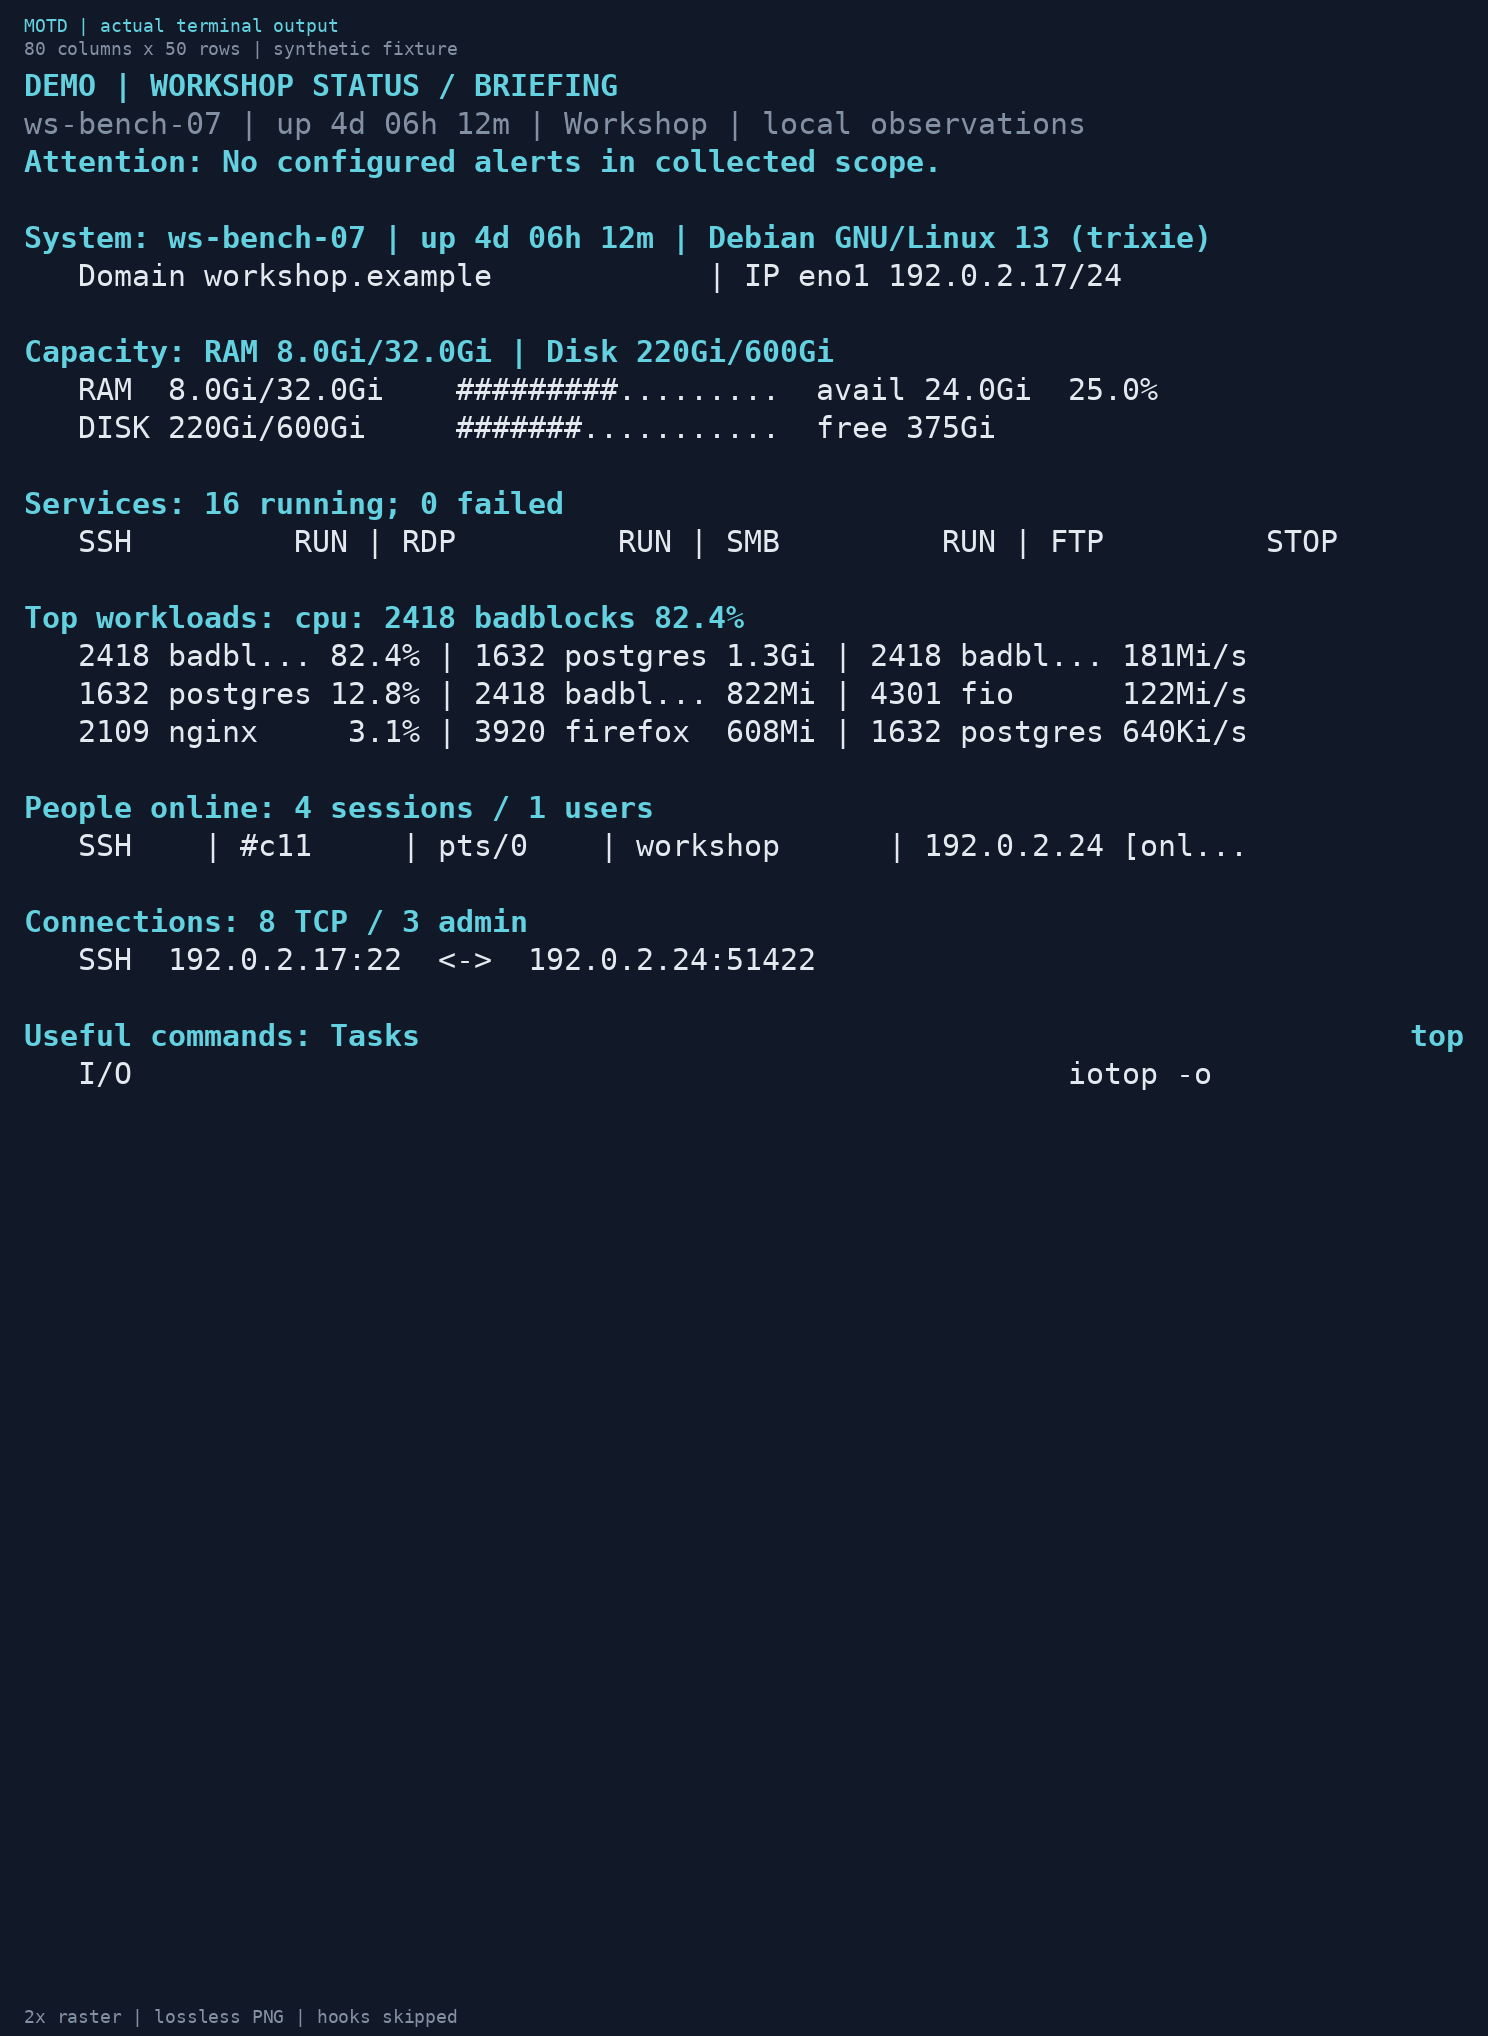 MOTD | actual terminal output
80 columns x 50 rows | synthetic fixture
DEMO | WORKSHOP STATUS / BRIEFING
ws-bench-07 | up 4d 06h 12m | Workshop | local observations
Attention: No configured alerts in collected scope.
System: ws-bench-07 | up 4d 06h 12m | Debian GNU/Linux 13 (trixie)
   Domain workshop.example            | IP eno1 192.0.2.17/24
Capacity: RAM 8.0Gi/32.0Gi | Disk 220Gi/600Gi
   RAM  8.0Gi/32.0Gi    #########.........  avail 24.0Gi  25.0%
   DISK 220Gi/600Gi     #######...........  free 375Gi
Services: 16 running; 0 failed
   SSH         RUN | RDP         RUN | SMB         RUN | FTP         STOP
Top workloads: cpu: 2418 badblocks 82.4%
   2418 badbl... 82.4% | 1632 postgres 1.3Gi | 2418 badbl... 181Mi/s
   1632 postgres 12.8% | 2418 badbl... 822Mi | 4301 fio      122Mi/s
   2109 nginx     3.1% | 3920 firefox  608Mi | 1632 postgres 640Ki/s
People online: 4 sessions / 1 users
   SSH    | #c11     | pts/0    | workshop      | 192.0.2.24 [onl...
Connections: 8 TCP / 3 admin
   SSH  192.0.2.17:22  <->  192.0.2.24:51422
Useful commands: Tasks                                                       top
   I/O                                                    iotop -o
2x raster | lossless PNG | hooks skipped